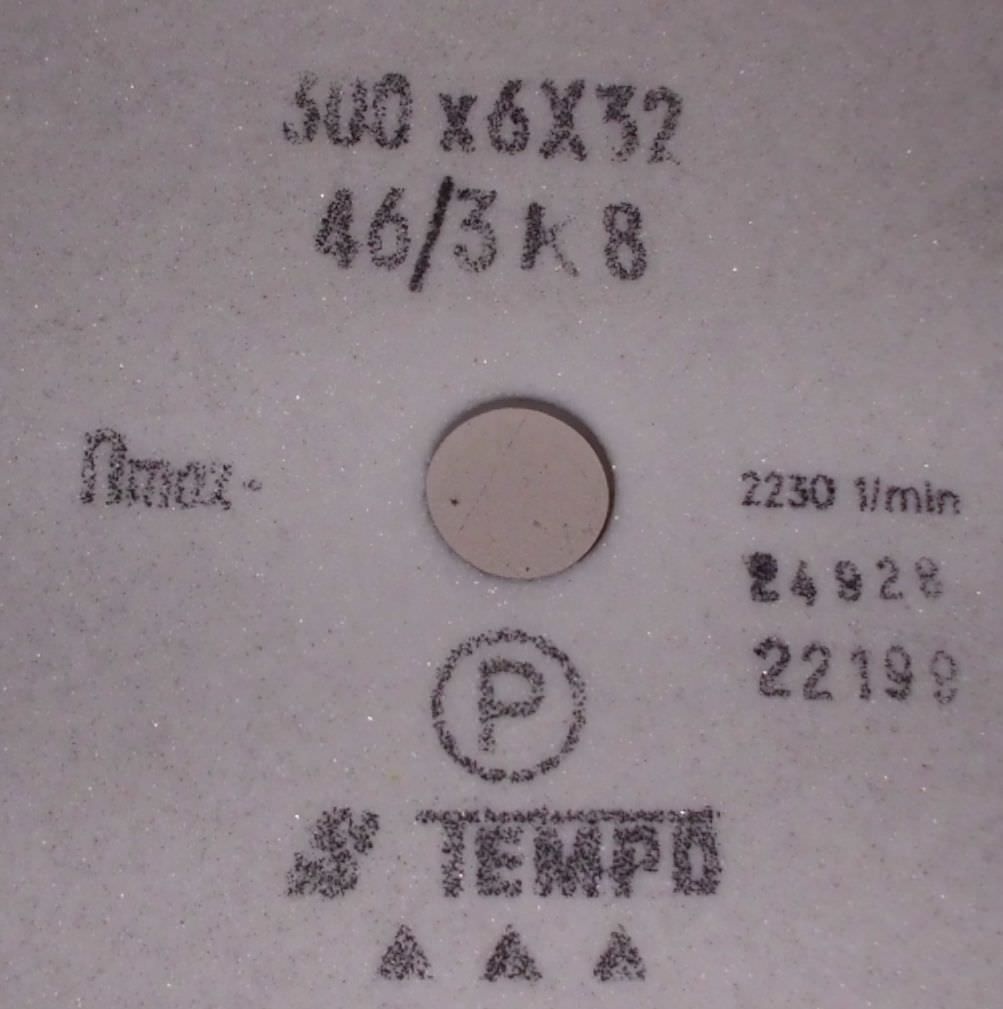 300 x6X32
46/3 k 8
nmax.
2230 1/min
24928
22199
P
TEMPO